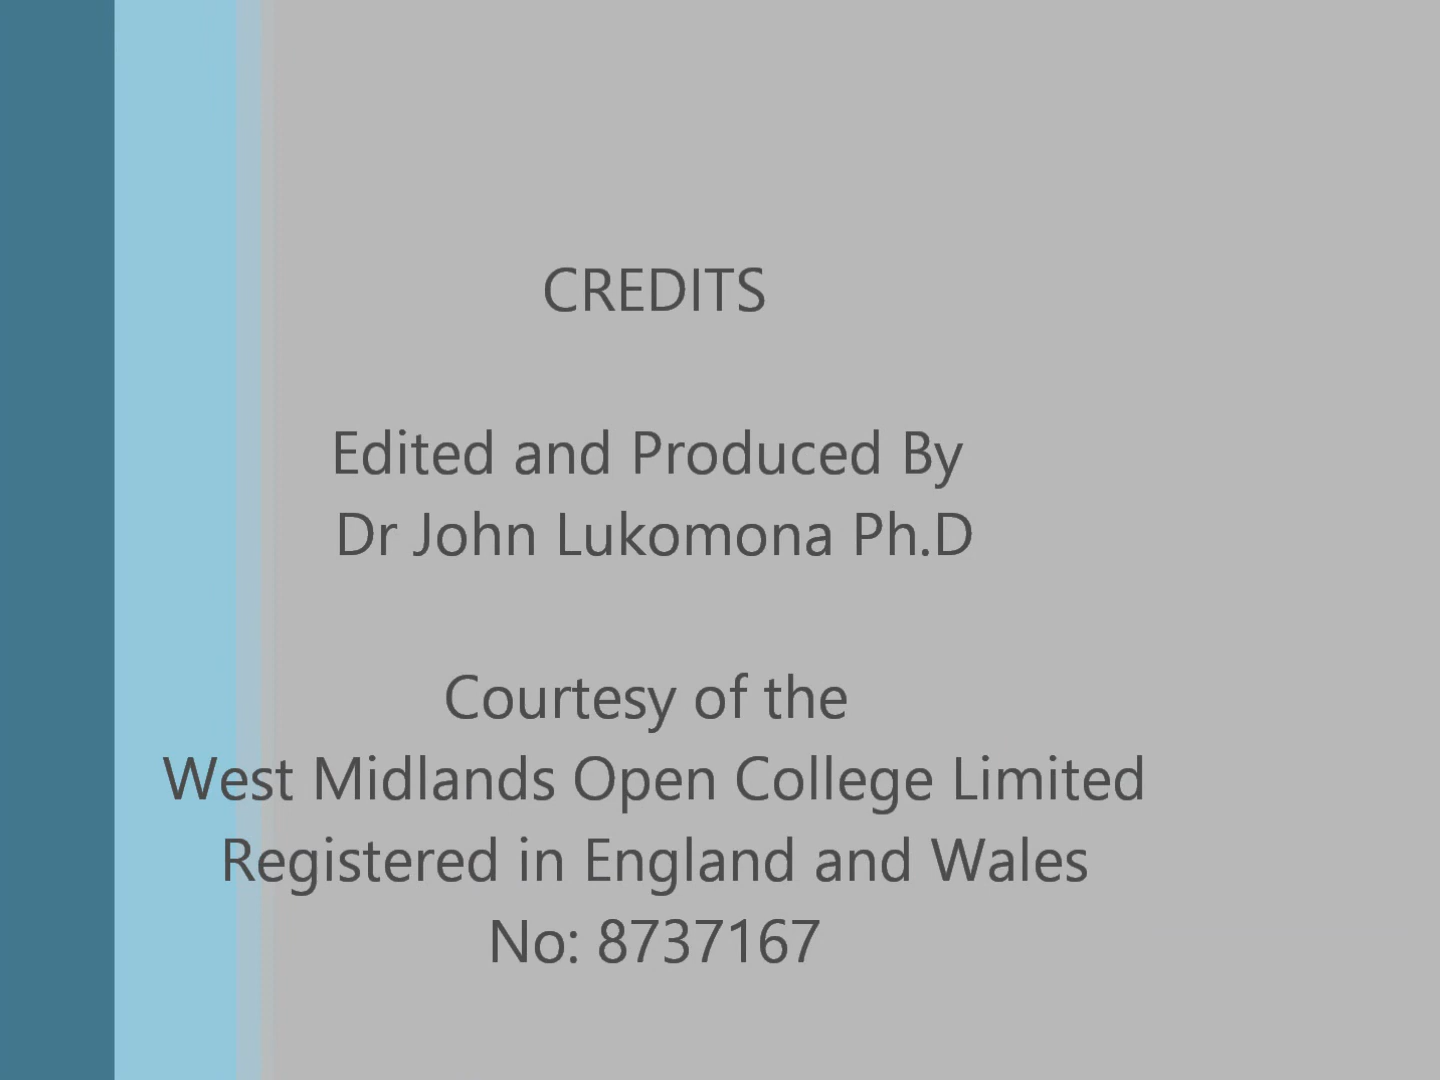 CREDITS
Edited and Produced By
Dr John Lukomona Ph.D
Courtesy of the
West Midlands Open College Limited
Registered in England and Wales
No: 8737167